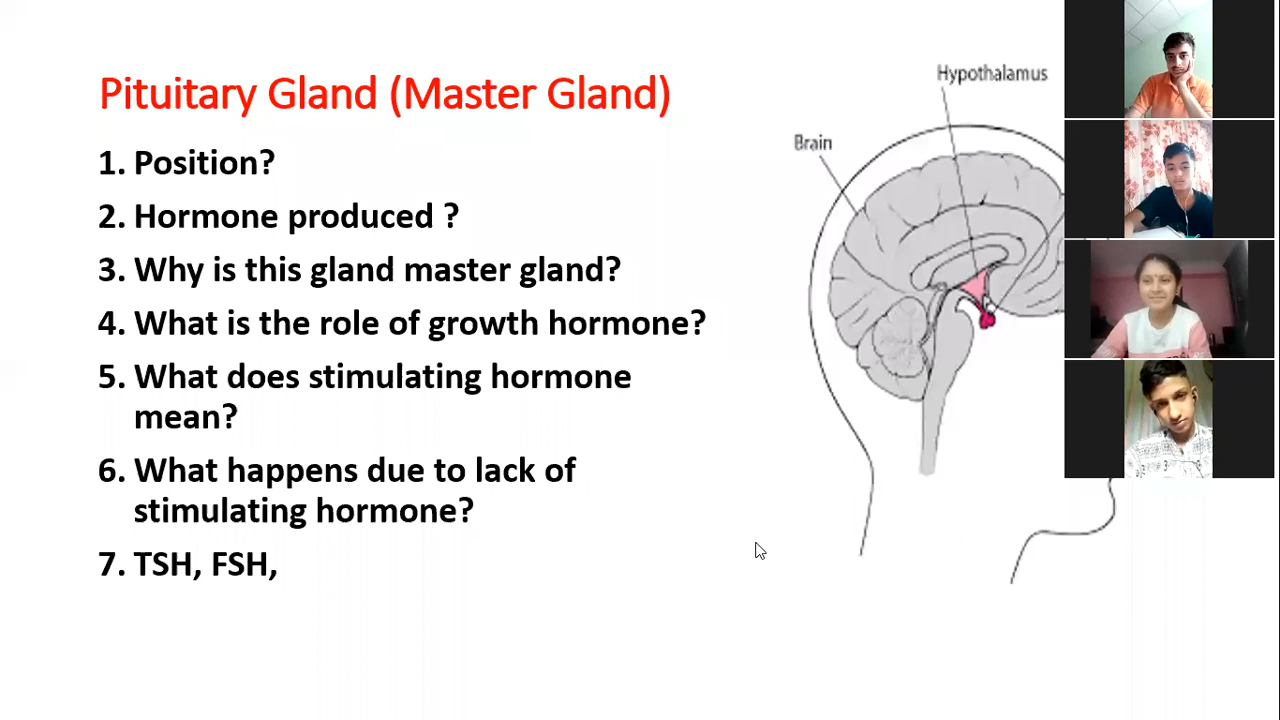 Pituitary Gland (Master Gland)
1. Position?
2. Hormone produced ?
3. Why is this gland master gland?
4. What is the role of growth hormone?
5. What does stimulating hormone
mean?
6. What happens due to lack of
stimulating hormone?
7. TSH, FSH,
Hypothalamus
Brain